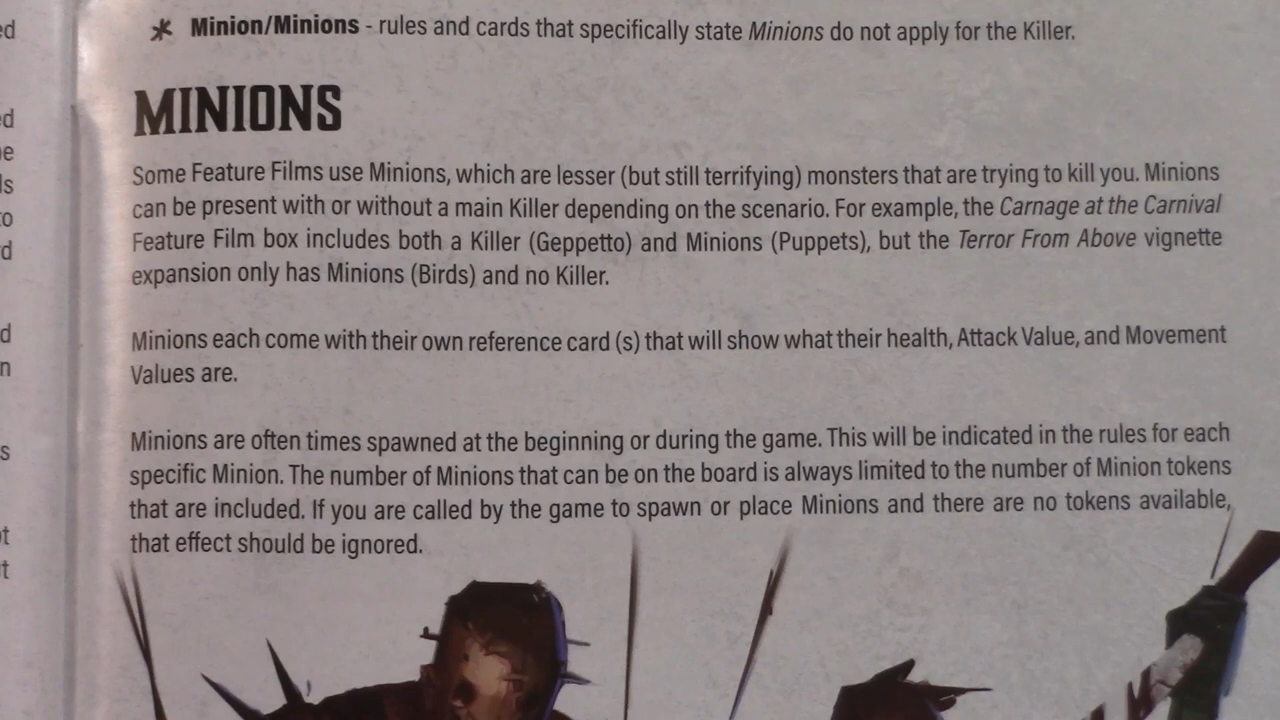 Minion/Minions - rules and cards that specifically state Minions do not apply for the Killer.
MINIONS
Some Feature Films use Minions, which are lesser (but still terrifying) monsters that are trying to kill you. Minions
can be present with or without a main Killer depending on the scenario. For example, the Carnage at the Carnival
Feature Film box includes both a Killer (Geppetto) and Minions (Puppets), but the Terror From Above vignette
expansion only has Minions (Birds) and no Killer.
Minions each come with their own reference card (s) that will show what their health, Attack Value, and Movement
Values are.
Minions are often times spawned at the beginning or during the game. This will be indicated in the rules for each
specific Minion. The number of Minions that can be on the board is always limited to the number of Minion tokens
that are included. If you are called by the game to spawn or place Minions and there are no tokens available,
that effect should be ignored.